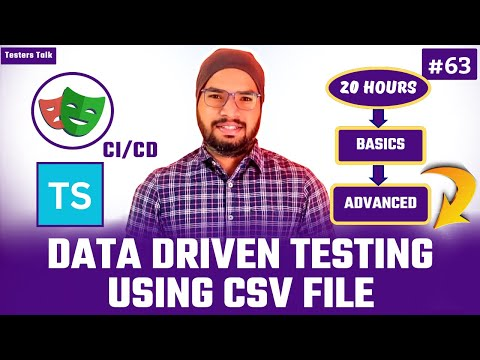 Testers Talk
#63
CI/CD
TS
20 HOURS
BASICS
ADVANCED
DATA DRIVEN TESTING
USING CSV FILE